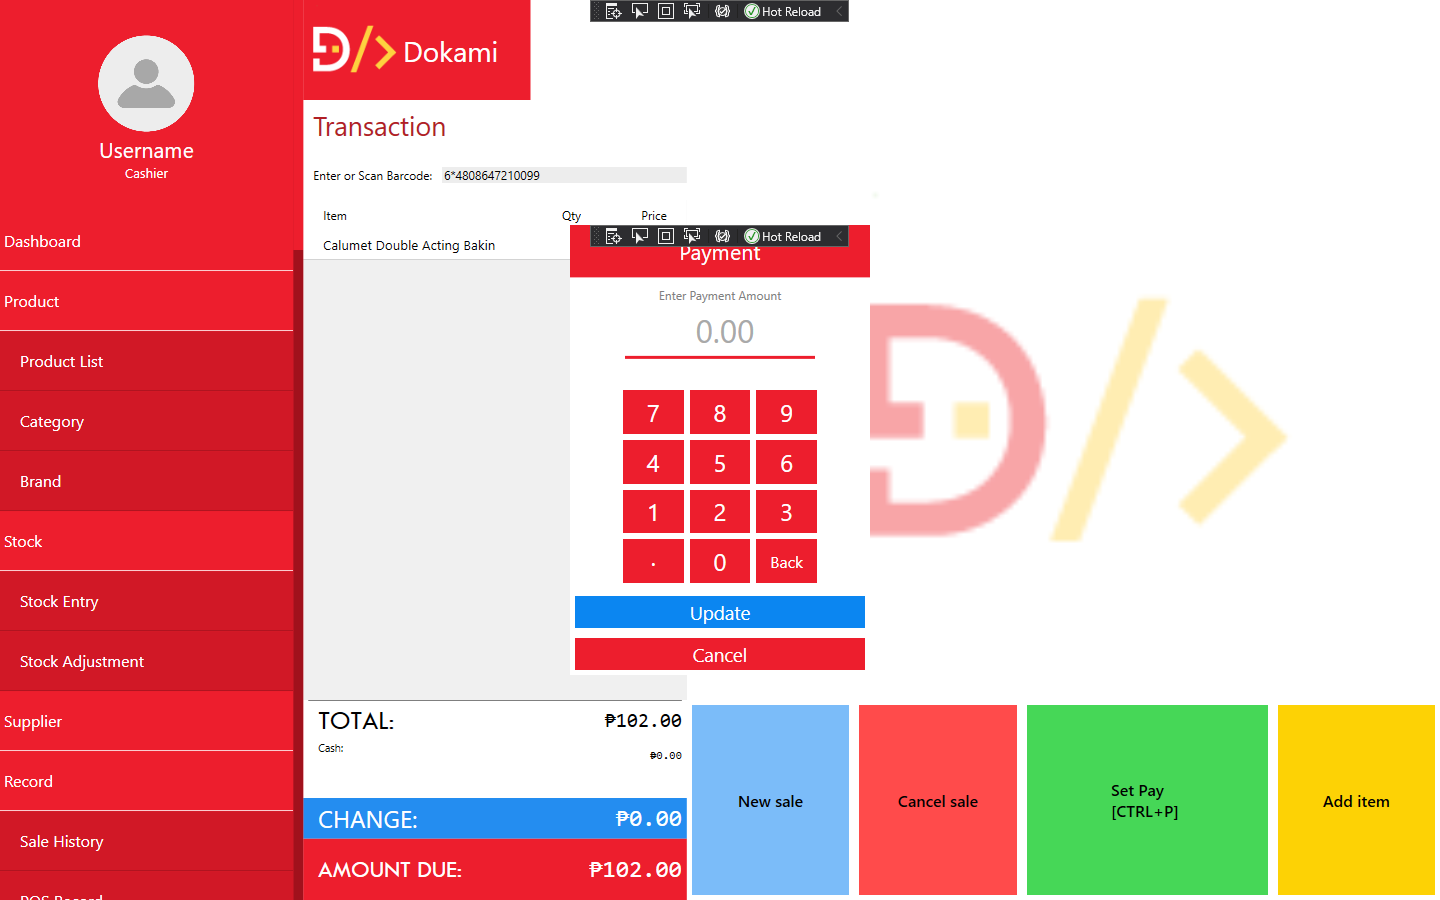 Hot Reload
Dokami
Username
Cashier
Dashboard
Product
Product List
Category
Brand
Stock
Stock Entry
Stock Adjustment
Supplier
Record
Sale History
POS Record
Transaction
Enter or Scan Barcode: 6*4808647210099
Item Qty Price
Calumet Double Acting Bakin
Hot Reload
Payment
Enter Payment Amount
0.00
7 8 9
4 5 6
1 2 3
. 0 Back
Update
Cancel
TOTAL: ₱102.00
Cash: ₱0.00
CHANGE: ₱0.00
AMOUNT DUE: ₱102.00
New sale
Cancel sale
Set Pay
[CTRL+P]
Add item